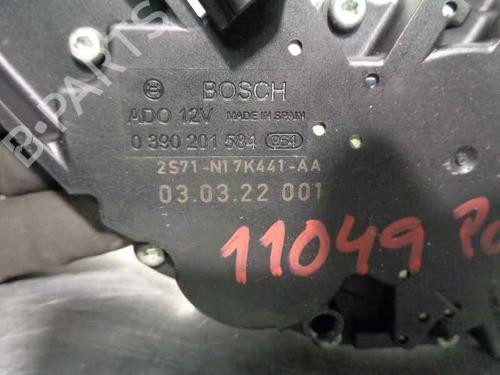 BOSCH
ADO 12V MADE IN SPAIN
0 390 201 584 954
2S71-N17K441-AA
03.03.22 001
11049
B-PARTS